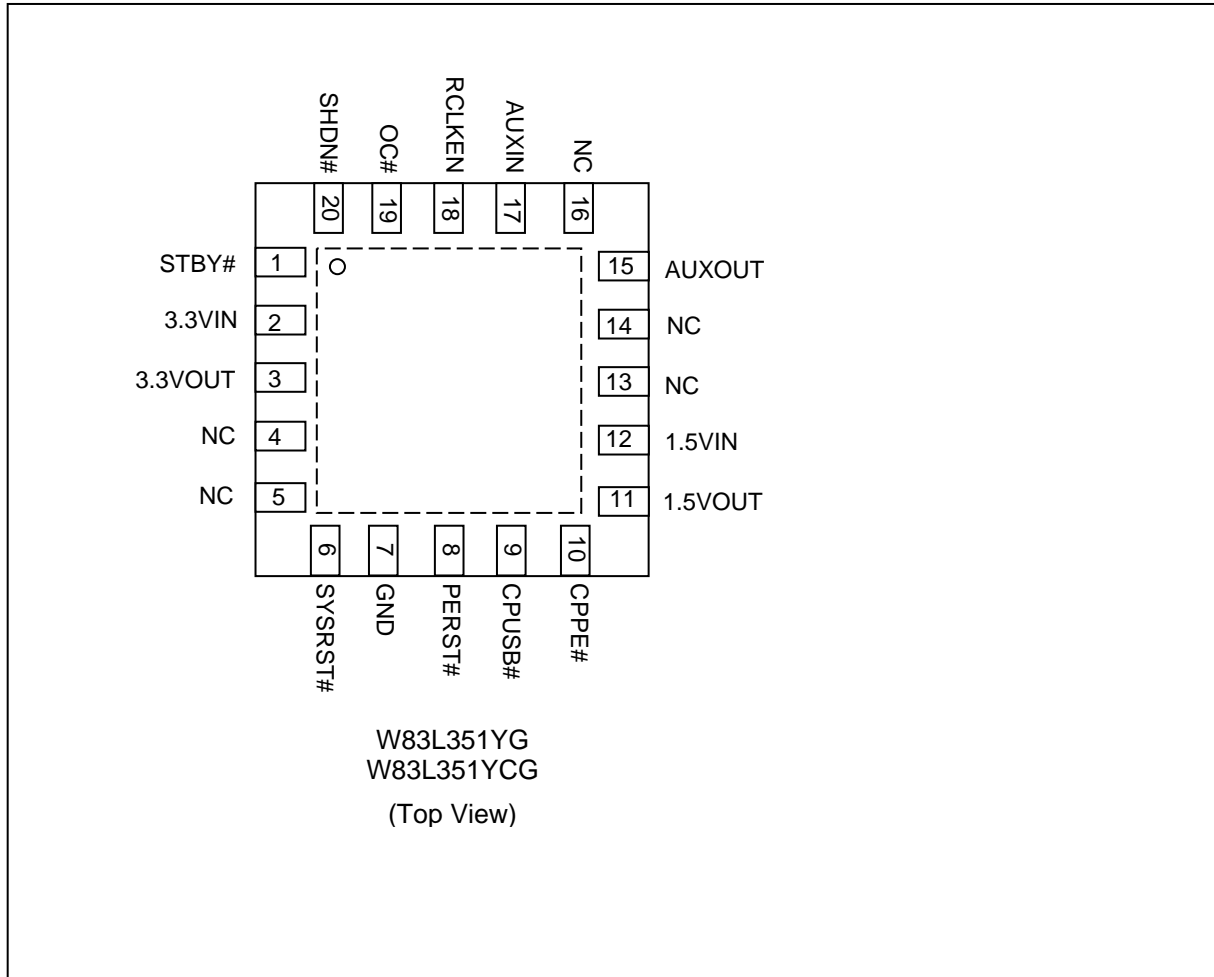 SHDN#
OC#
RCLKEN
AUXIN
NC
20
19
18
17
16
STBY#
1
15
AUXOUT
3.3VIN
2
14
NC
3.3VOUT
3
13
NC
NC
4
12
1.5VIN
NC
5
11
1.5VOUT
6
7
8
9
10
SYSRST#
GND
PERST#
CPUSB#
CPPE#
W83L351YG
W83L351YCG
(Top View)